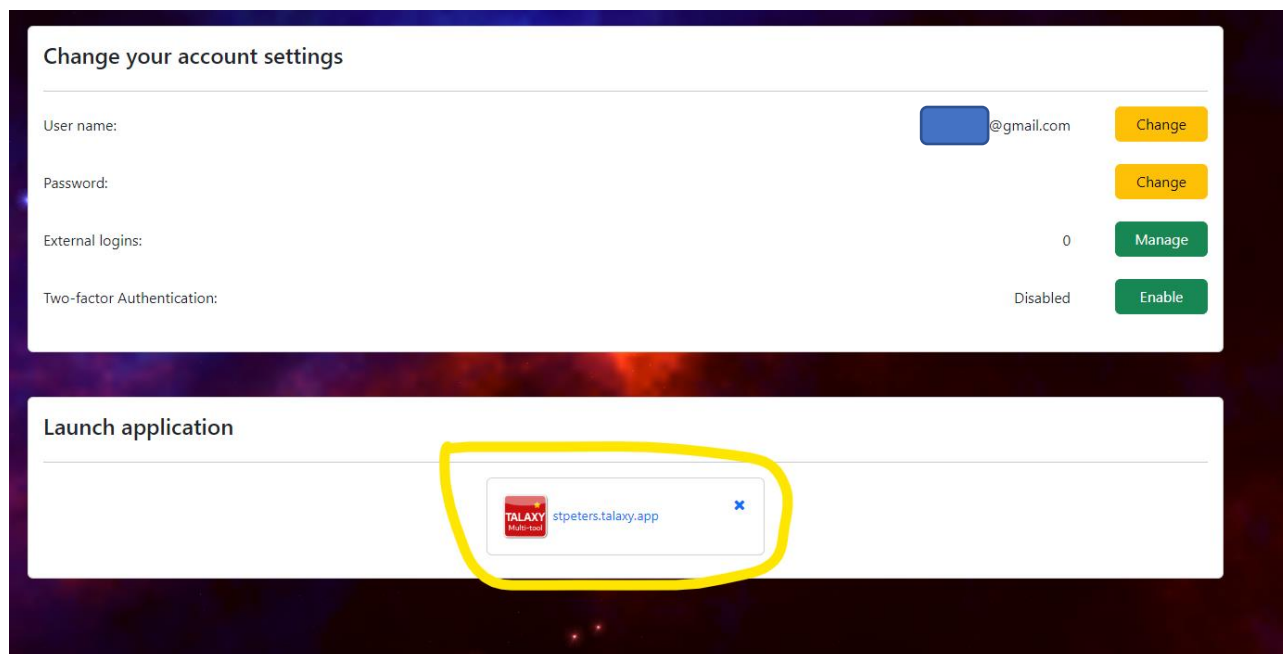 Change your account settings
User name: @gmail.com Change
Password: Change
External logins: 0 Manage
Two-factor Authentication: Disabled Enable
Launch application
TALAXY
Multi-tool
stpeters.talaxy.app